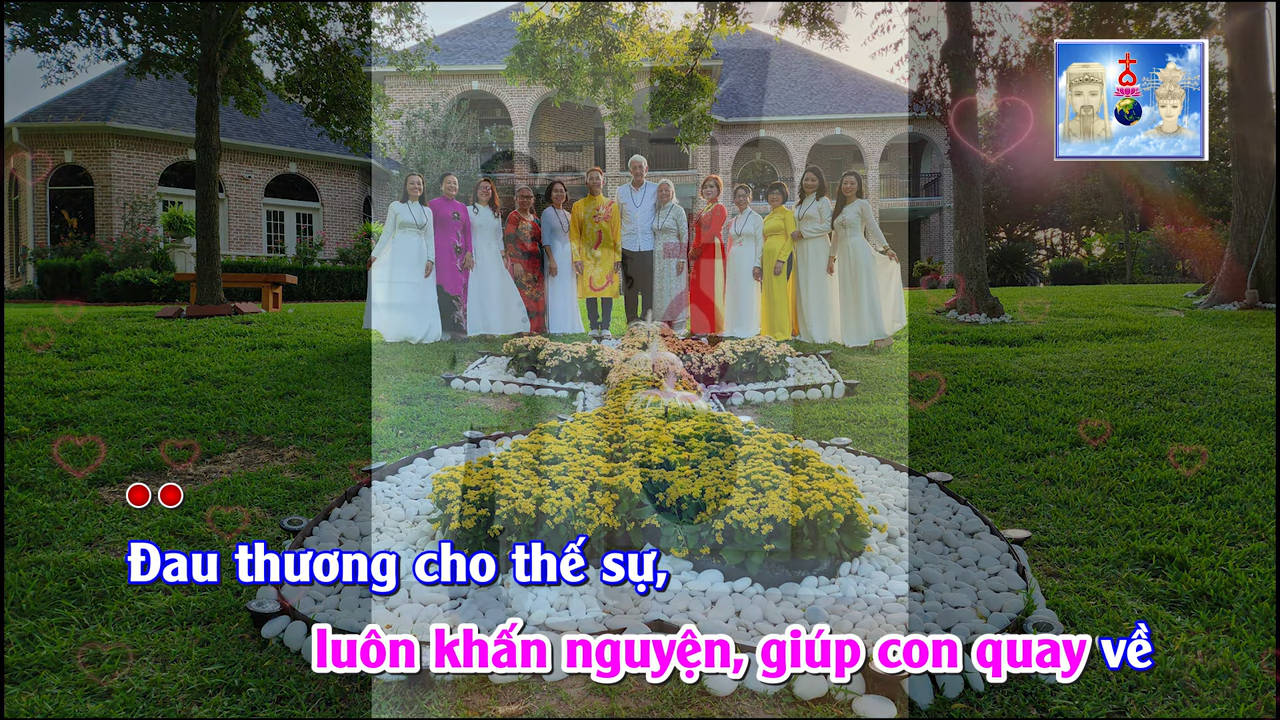 Đau thương cho thế sự,
luôn khấn nguyện, giúp con quay về